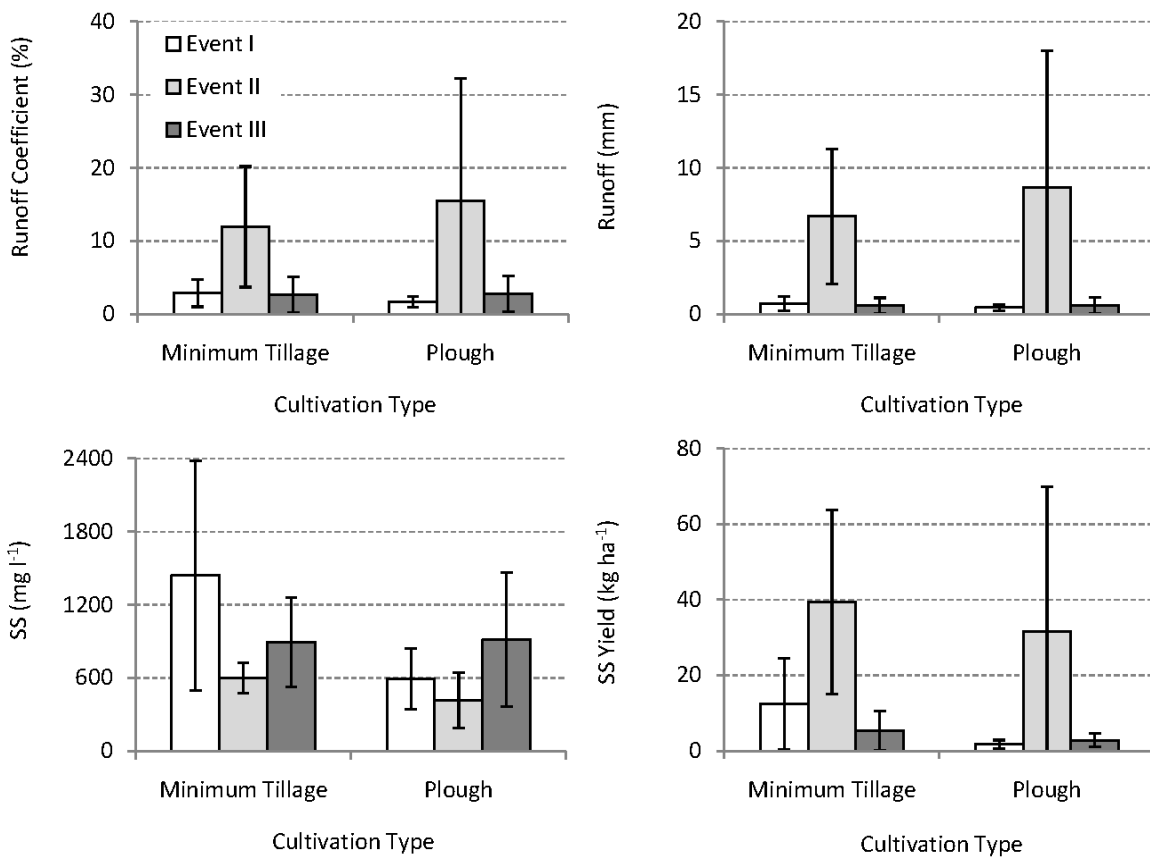 Runoff Coefficient (%)
40
30
20
10
0
Event I
Event II
Event III
Minimum Tillage
Plough
Cultivation Type
Runoff (mm)
20
15
10
5
0
Minimum Tillage
Plough
Cultivation Type
SS (mg l⁻¹)
2400
1800
1200
600
0
Minimum Tillage
Plough
Cultivation Type
SS Yield (kg ha⁻¹)
80
60
40
20
0
Minimum Tillage
Plough
Cultivation Type